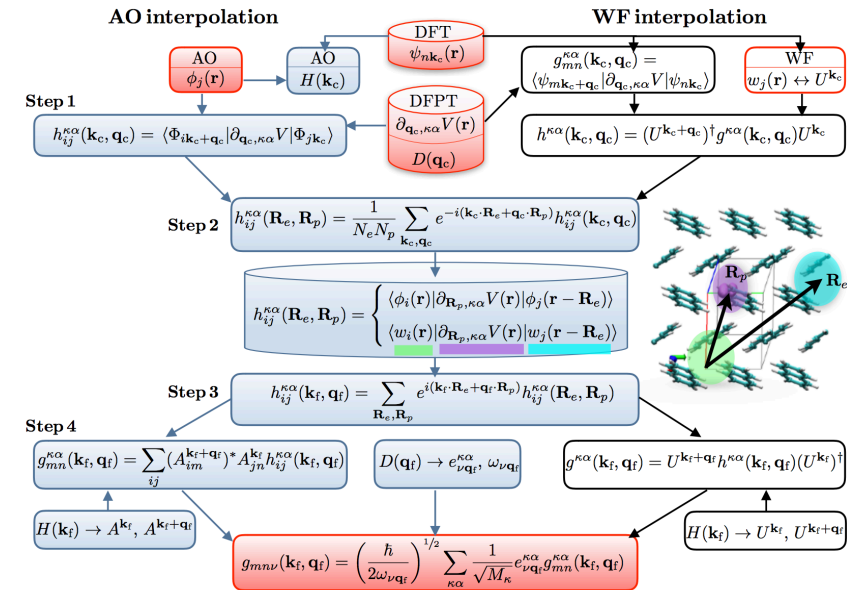 AO interpolation
WF interpolation
DFT
ψ_{nk_c}(r)
AO
ϕ_j(r)
AO
H(k_c)
g^{κα}_{mn}(k_c, q_c) =
⟨ψ_{mk_c+q_c}|∂_{q_c,κα}V|ψ_{nk_c}⟩
WF
w_j(r) ↔ U^{k_c}
Step 1
DFPT
∂_{q_c,κα}V(r)
D(q_c)
h^{κα}_{ij}(k_c, q_c) = ⟨Φ_{ik_c+q_c}|∂_{q_c,κα}V|Φ_{jk_c}⟩
h^{κα}(k_c, q_c) = (U^{k_c+q_c})^† g^{κα}(k_c, q_c)U^{k_c}
Step 2
h^{κα}_{ij}(R_e, R_p) = \frac{1}{N_e N_p} ∑_{k_c,q_c} e^{-i(k_c·R_e+q_c·R_p)} h^{κα}_{ij}(k_c, q_c)
R_p
R_e
h^{κα}_{ij}(R_e, R_p) = {
⟨ϕ_i(r)|∂_{R_p,κα}V(r)|ϕ_j(r − R_e)⟩
⟨w_i(r)|∂_{R_p,κα}V(r)|w_j(r − R_e)⟩
Step 3
h^{κα}_{ij}(k_f, q_f) = ∑_{R_e,R_p} e^{i(k_f·R_e+q_f·R_p)} h^{κα}_{ij}(R_e, R_p)
Step 4
g^{κα}_{mn}(k_f, q_f) = ∑_{ij} (A^{k_f+q_f}_{im})^* A^{k_f}_{jn} h^{κα}_{ij}(k_f, q_f)
D(q_f) → e^{κα}_{νq_f}, ω_{νq_f}
g^{κα}(k_f, q_f) = U^{k_f+q_f} h^{κα}(k_f, q_f)(U^{k_f})^†
H(k_f) → A^{k_f}, A^{k_f+q_f}
H(k_f) → U^{k_f}, U^{k_f+q_f}
g_{mnν}(k_f, q_f) = (\frac{ℏ}{2ω_{νq_f}})^{1/2} ∑_{κα} \frac{1}{\sqrt{M_κ}} e^{κα}_{νq_f} g^{κα}_{mn}(k_f, q_f)